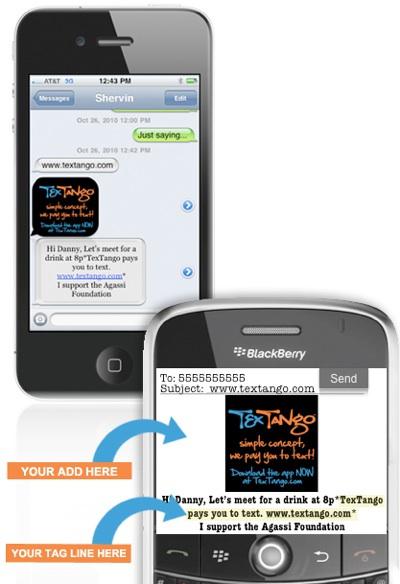 AT&T 3G 12:43 PM
Messages Shervin Edit
Oct 26, 2010 12:00 PM
Just saying...
Oct 26, 2010 12:42 PM
www.textango.com
TexTango
simple concept,
we pay you to text!
Download the app NOW
at TexTango.com
Hi Danny, Let's meet for a
drink at 8p*TexTango pays
you to text.
www.textango.com*
I support the Agassi
Foundation
BlackBerry
To: 5555555555 Send
Subject: www.textango.com
TexTango
simple concept,
we pay you to text!
Download the app NOW
at TexTango.com
Hi Danny, Let's meet for a drink at 8p*TexTango
pays you to text. www.textango.com*
I support the Agassi Foundation
YOUR ADD HERE
YOUR TAG LINE HERE